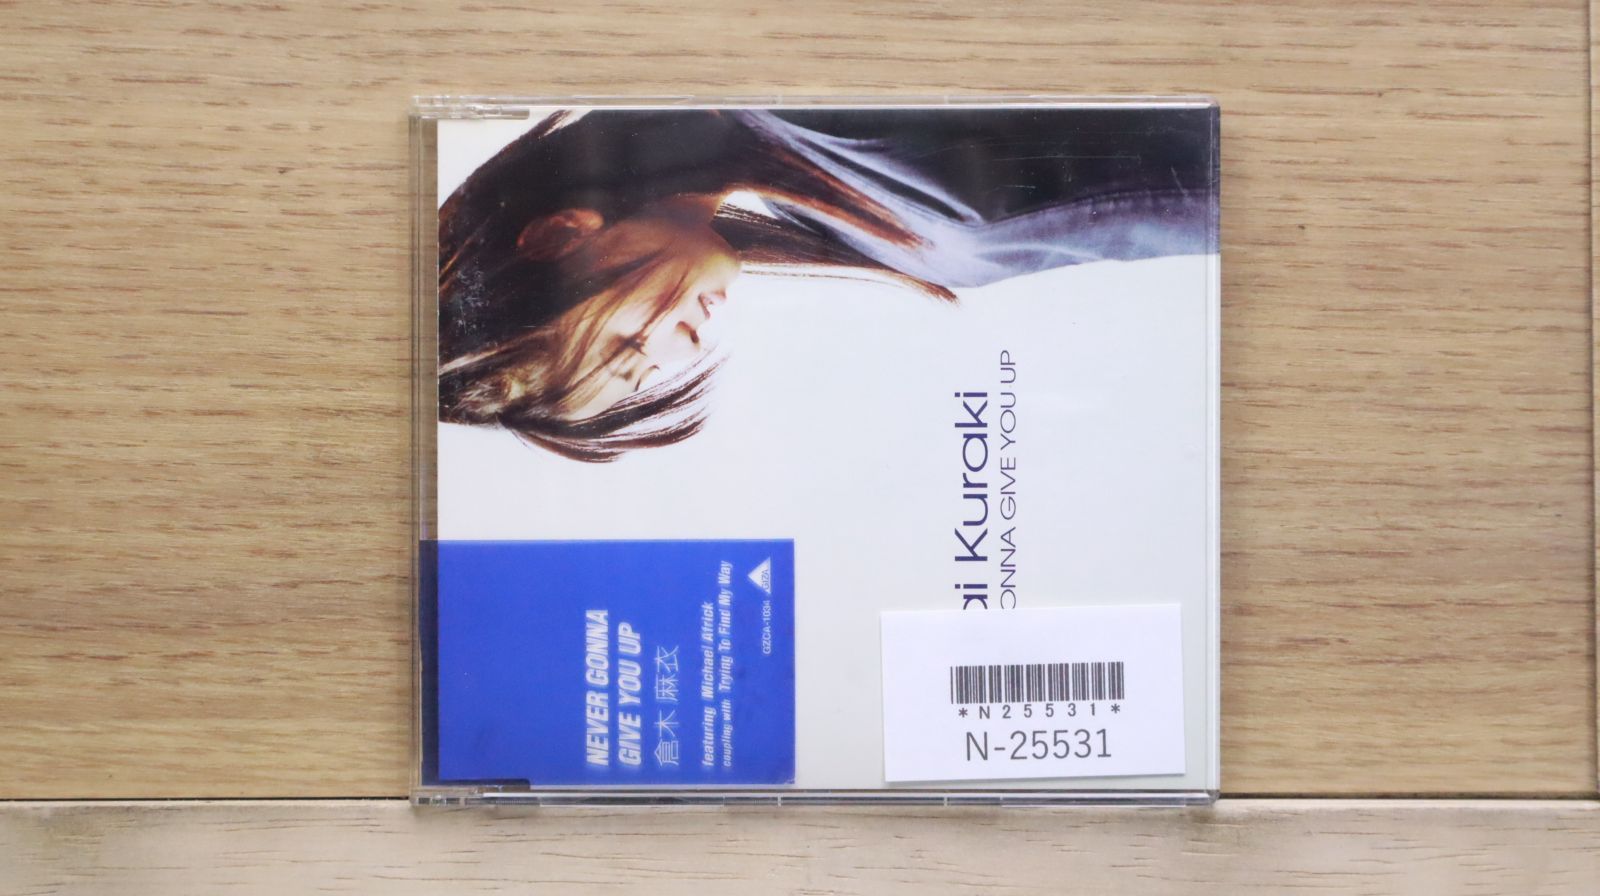 ai Kuraki
ONNA GIVE YOU UP
NEVER GONNA
GIVE YOU UP
倉木 麻衣
featuring Michael Africk
coupling with Trying To Find My Way
GZCA-1034 GIZA
*N25531*
N-25531